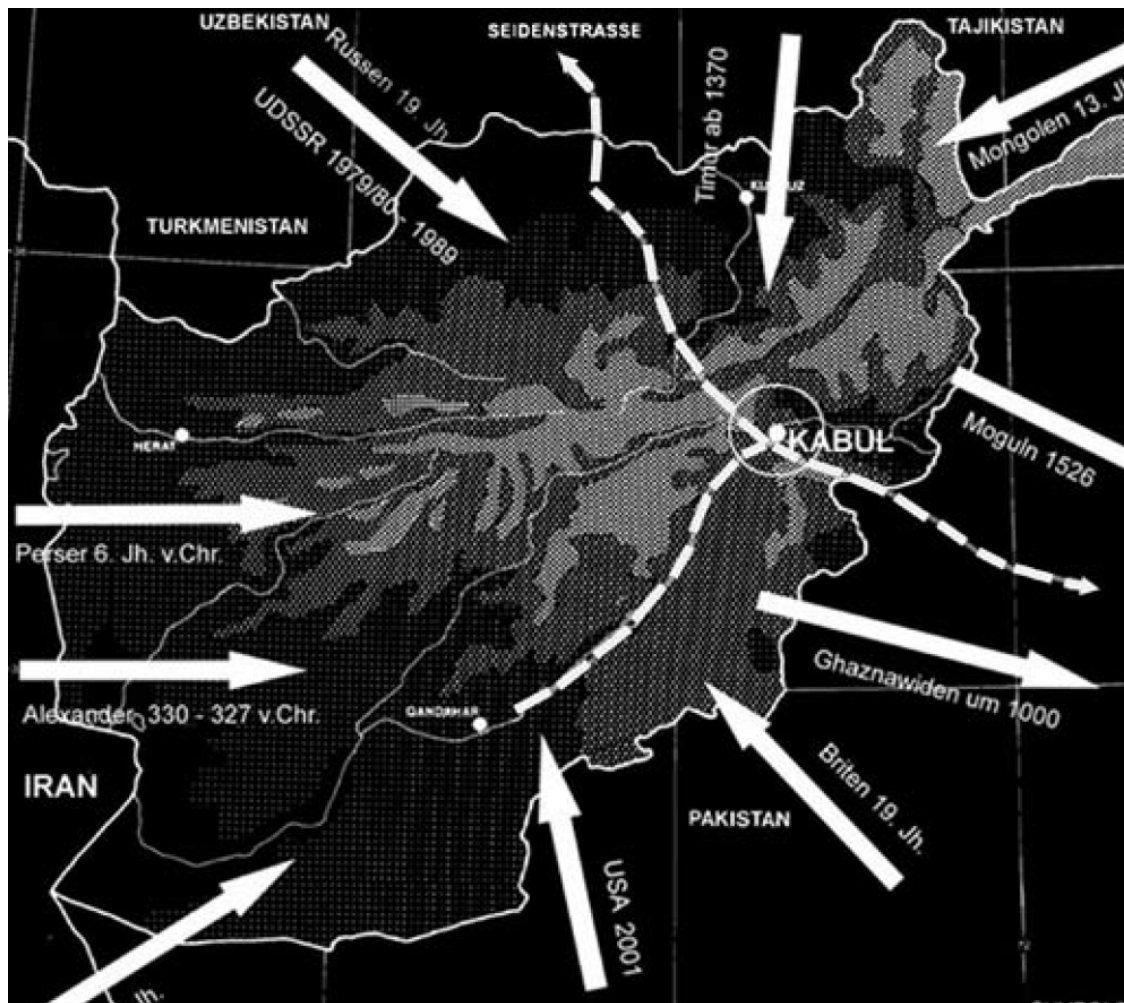 UZBEKISTAN
SEIDENSTRASSE
TAJIKISTAN
Russen 19. Jh.
UDSSR 1979/80 - 1989
Timur ab 1370
Mongolen 13. Jh
TURKMENISTAN
HERAT
KABUL
Moguln 1526
Perser 6. Jh. v.Chr.
Alexander 330 - 327 v.Chr.
QANDAHAR
Ghaznawiden um 1000
IRAN
Briten 19. Jh.
PAKISTAN
USA 2001
Jh.